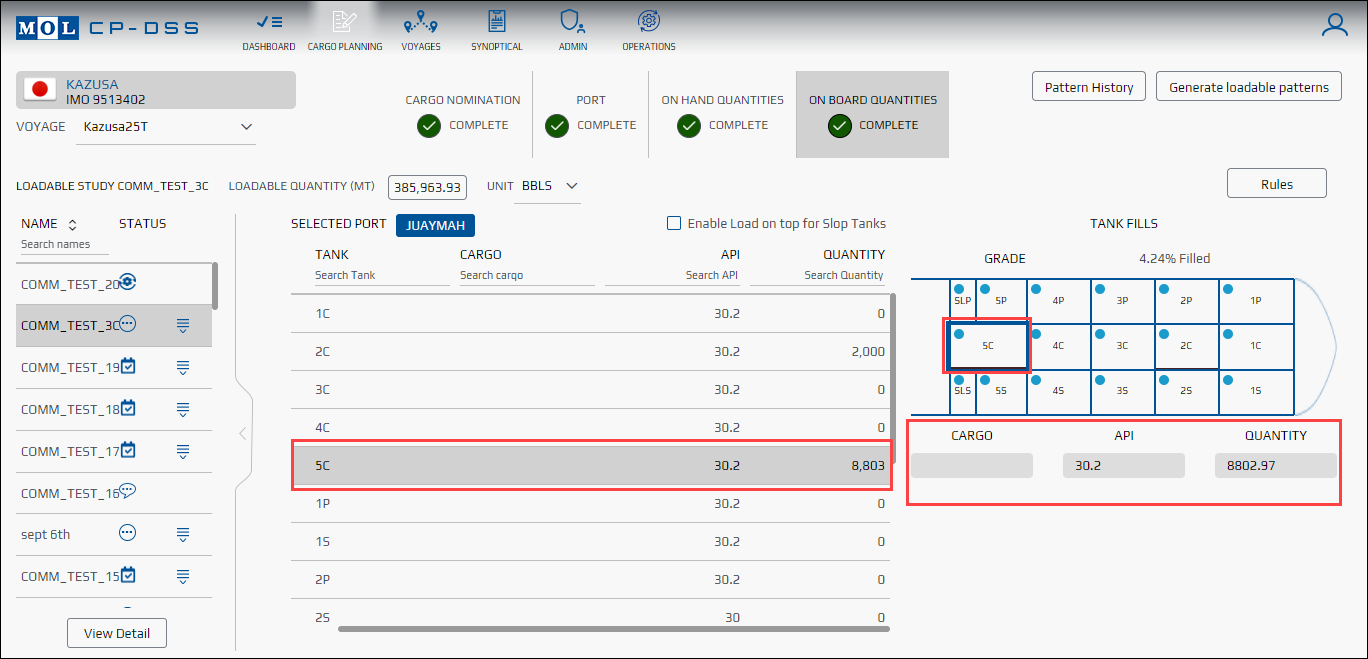 MOL CP-DSS
DASHBOARD CARGO PLANNING VOYAGES SYNOPTICAL ADMIN OPERATIONS
KAZUSA
IMO 9513402
VOYAGE Kazusa25T
CARGO NOMINATION
COMPLETE
PORT
COMPLETE
ON HAND QUANTITIES
COMPLETE
ON BOARD QUANTITIES
COMPLETE
Pattern History Generate loadable patterns
LOADABLE STUDY COMM_TEST_3C LOADABLE QUANTITY (MT) 385,963.93 UNIT BBLS
Rules
NAME STATUS
Search names
COMM_TEST_20
COMM_TEST_3C
COMM_TEST_19
COMM_TEST_18
COMM_TEST_17
COMM_TEST_16
sept 6th
COMM_TEST_15
View Detail
SELECTED PORT JUAYMAH Enable Load on top for Slop Tanks
TANK CARGO API QUANTITY
Search Tank Search cargo Search API Search Quantity
1C 30.2 0
2C 30.2 2,000
3C 30.2 0
4C 30.2 0
5C 30.2 8,803
1P 30.2 0
1S 30.2 0
2P 30.2 0
2S 30 0
TANK FILLS
GRADE 4.24% Filled
SLP 5P 4P 3P 2P 1P
5C 4C 3C 2C 1C
SLS 5S 4S 3S 2S 1S
CARGO API QUANTITY
30.2 8802.97